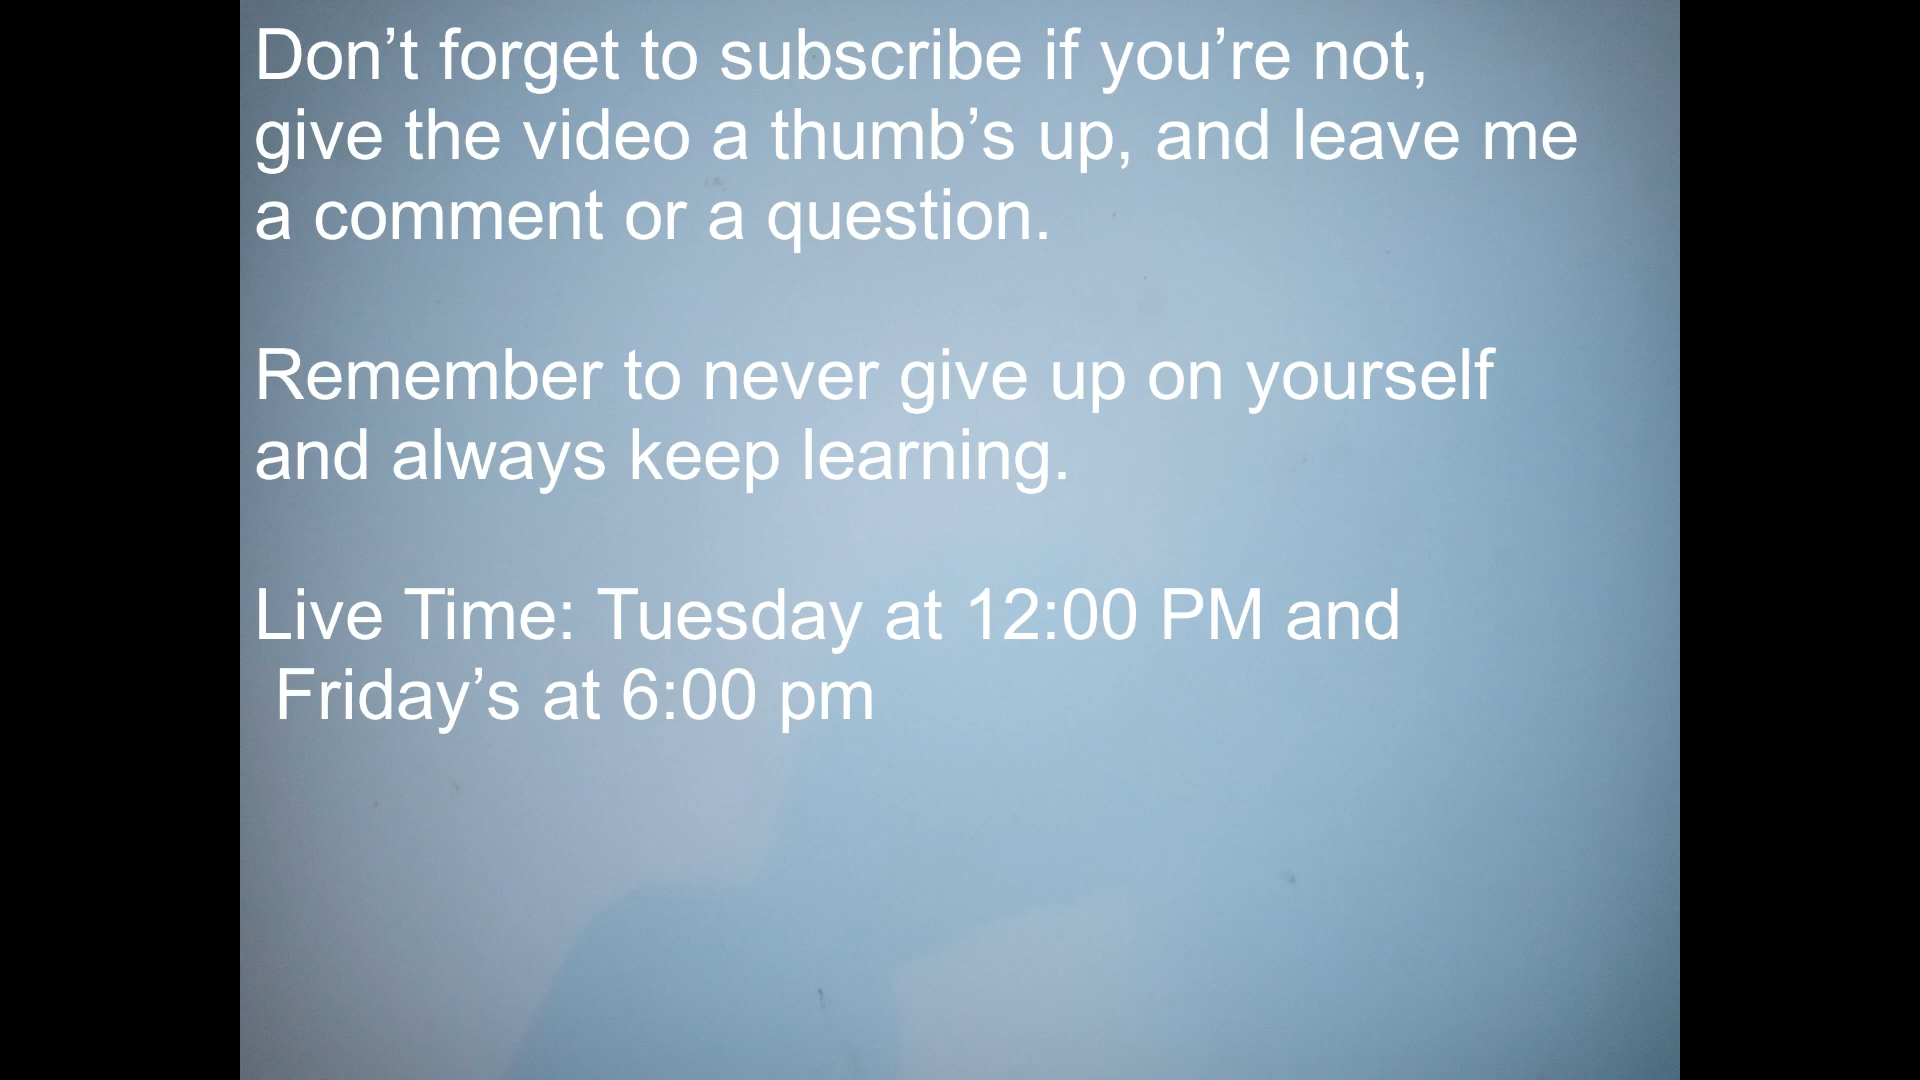 Don’t forget to subscribe if you’re not,
give the video a thumb’s up, and leave me
a comment or a question.
Remember to never give up on yourself
and always keep learning.
Live Time: Tuesday at 12:00 PM and
Friday’s at 6:00 pm